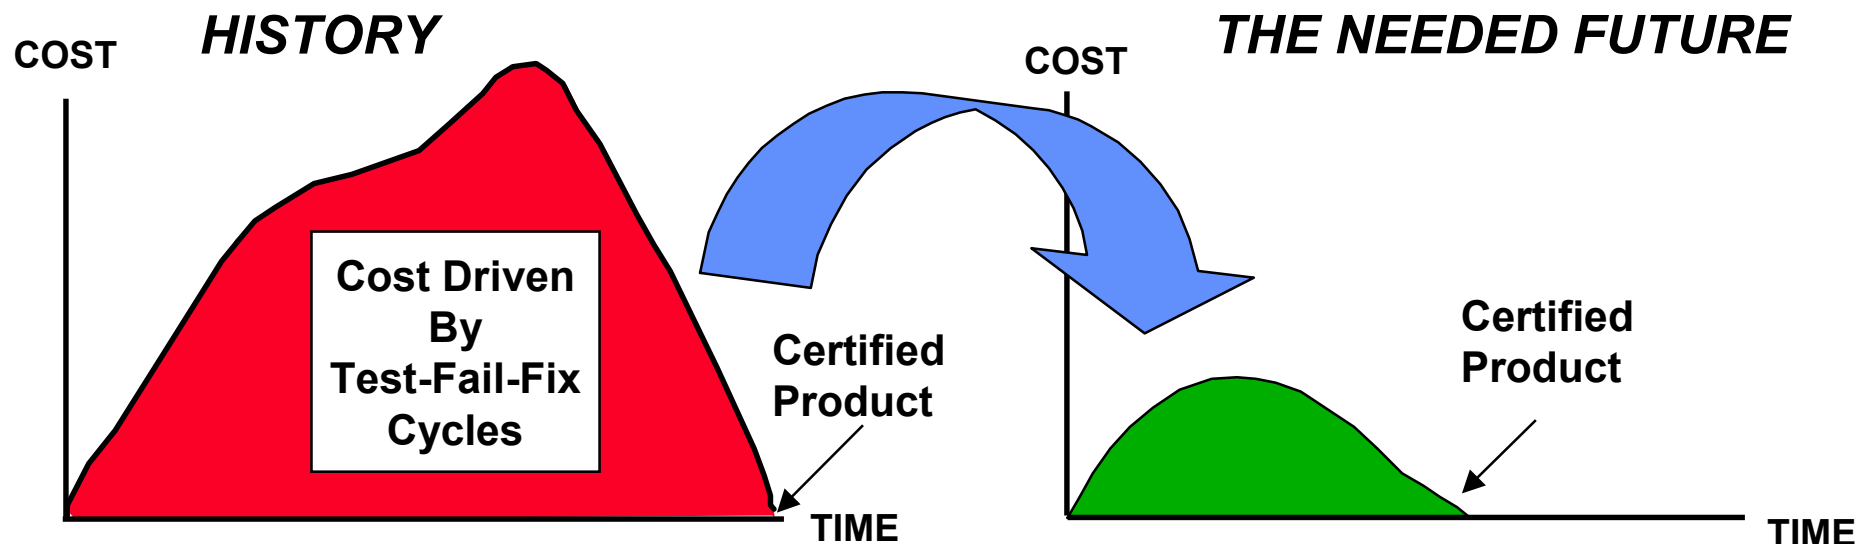 HISTORY
COST
Cost Driven
By
Test-Fail-Fix
Cycles
Certified
Product
TIME
THE NEEDED FUTURE
COST
Certified
Product
TIME